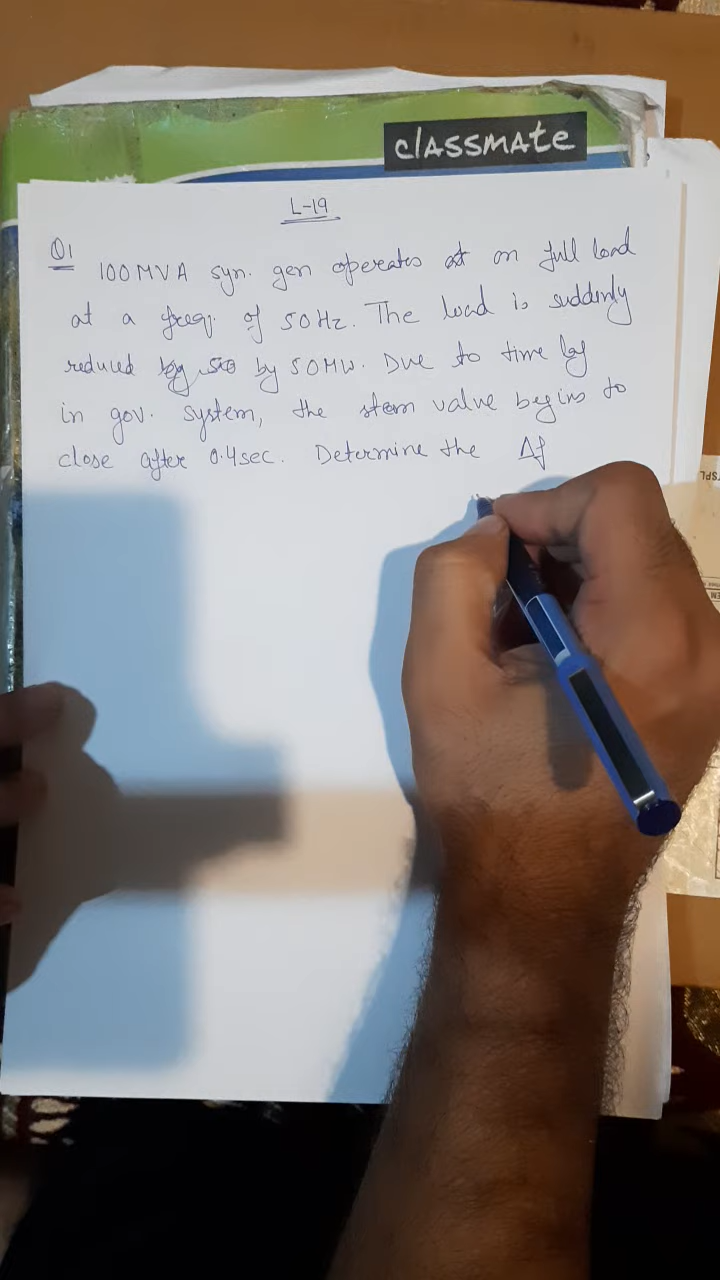 classmate
L-19
Q1 100 MVA syn. gen operates at on full load
at a freq. of 50Hz. The load is suddenly
reduced by 50 MW. Due to time lag
in gov. system, the steam valve begins to
close after 0.4sec. Determine the Δf